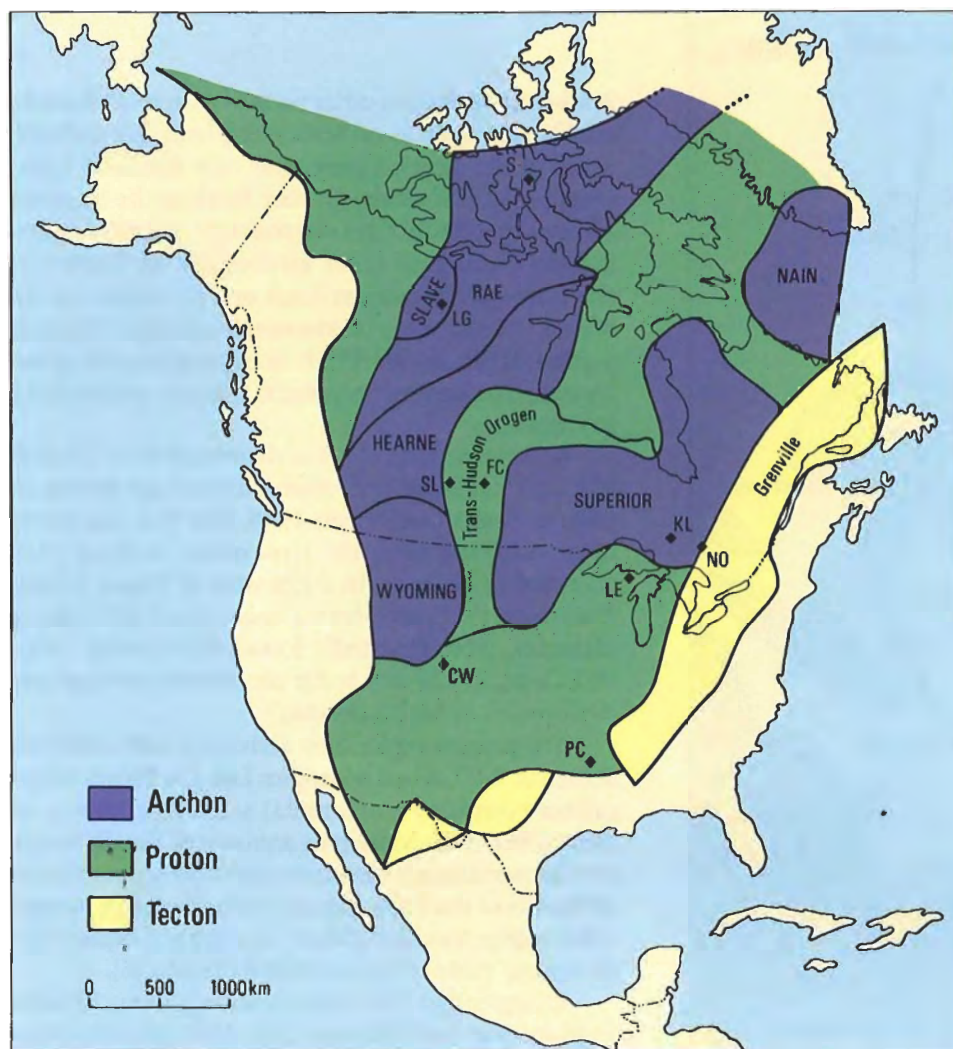 S
NAIN
SLAVE
RAE
LG
HEARNE
Trans-Hudson Orogen
SL
FC
SUPERIOR
Grenville
KL
NO
WYOMING
LE
CW
PC
Archon
Proton
Tecton
0 500 1000km